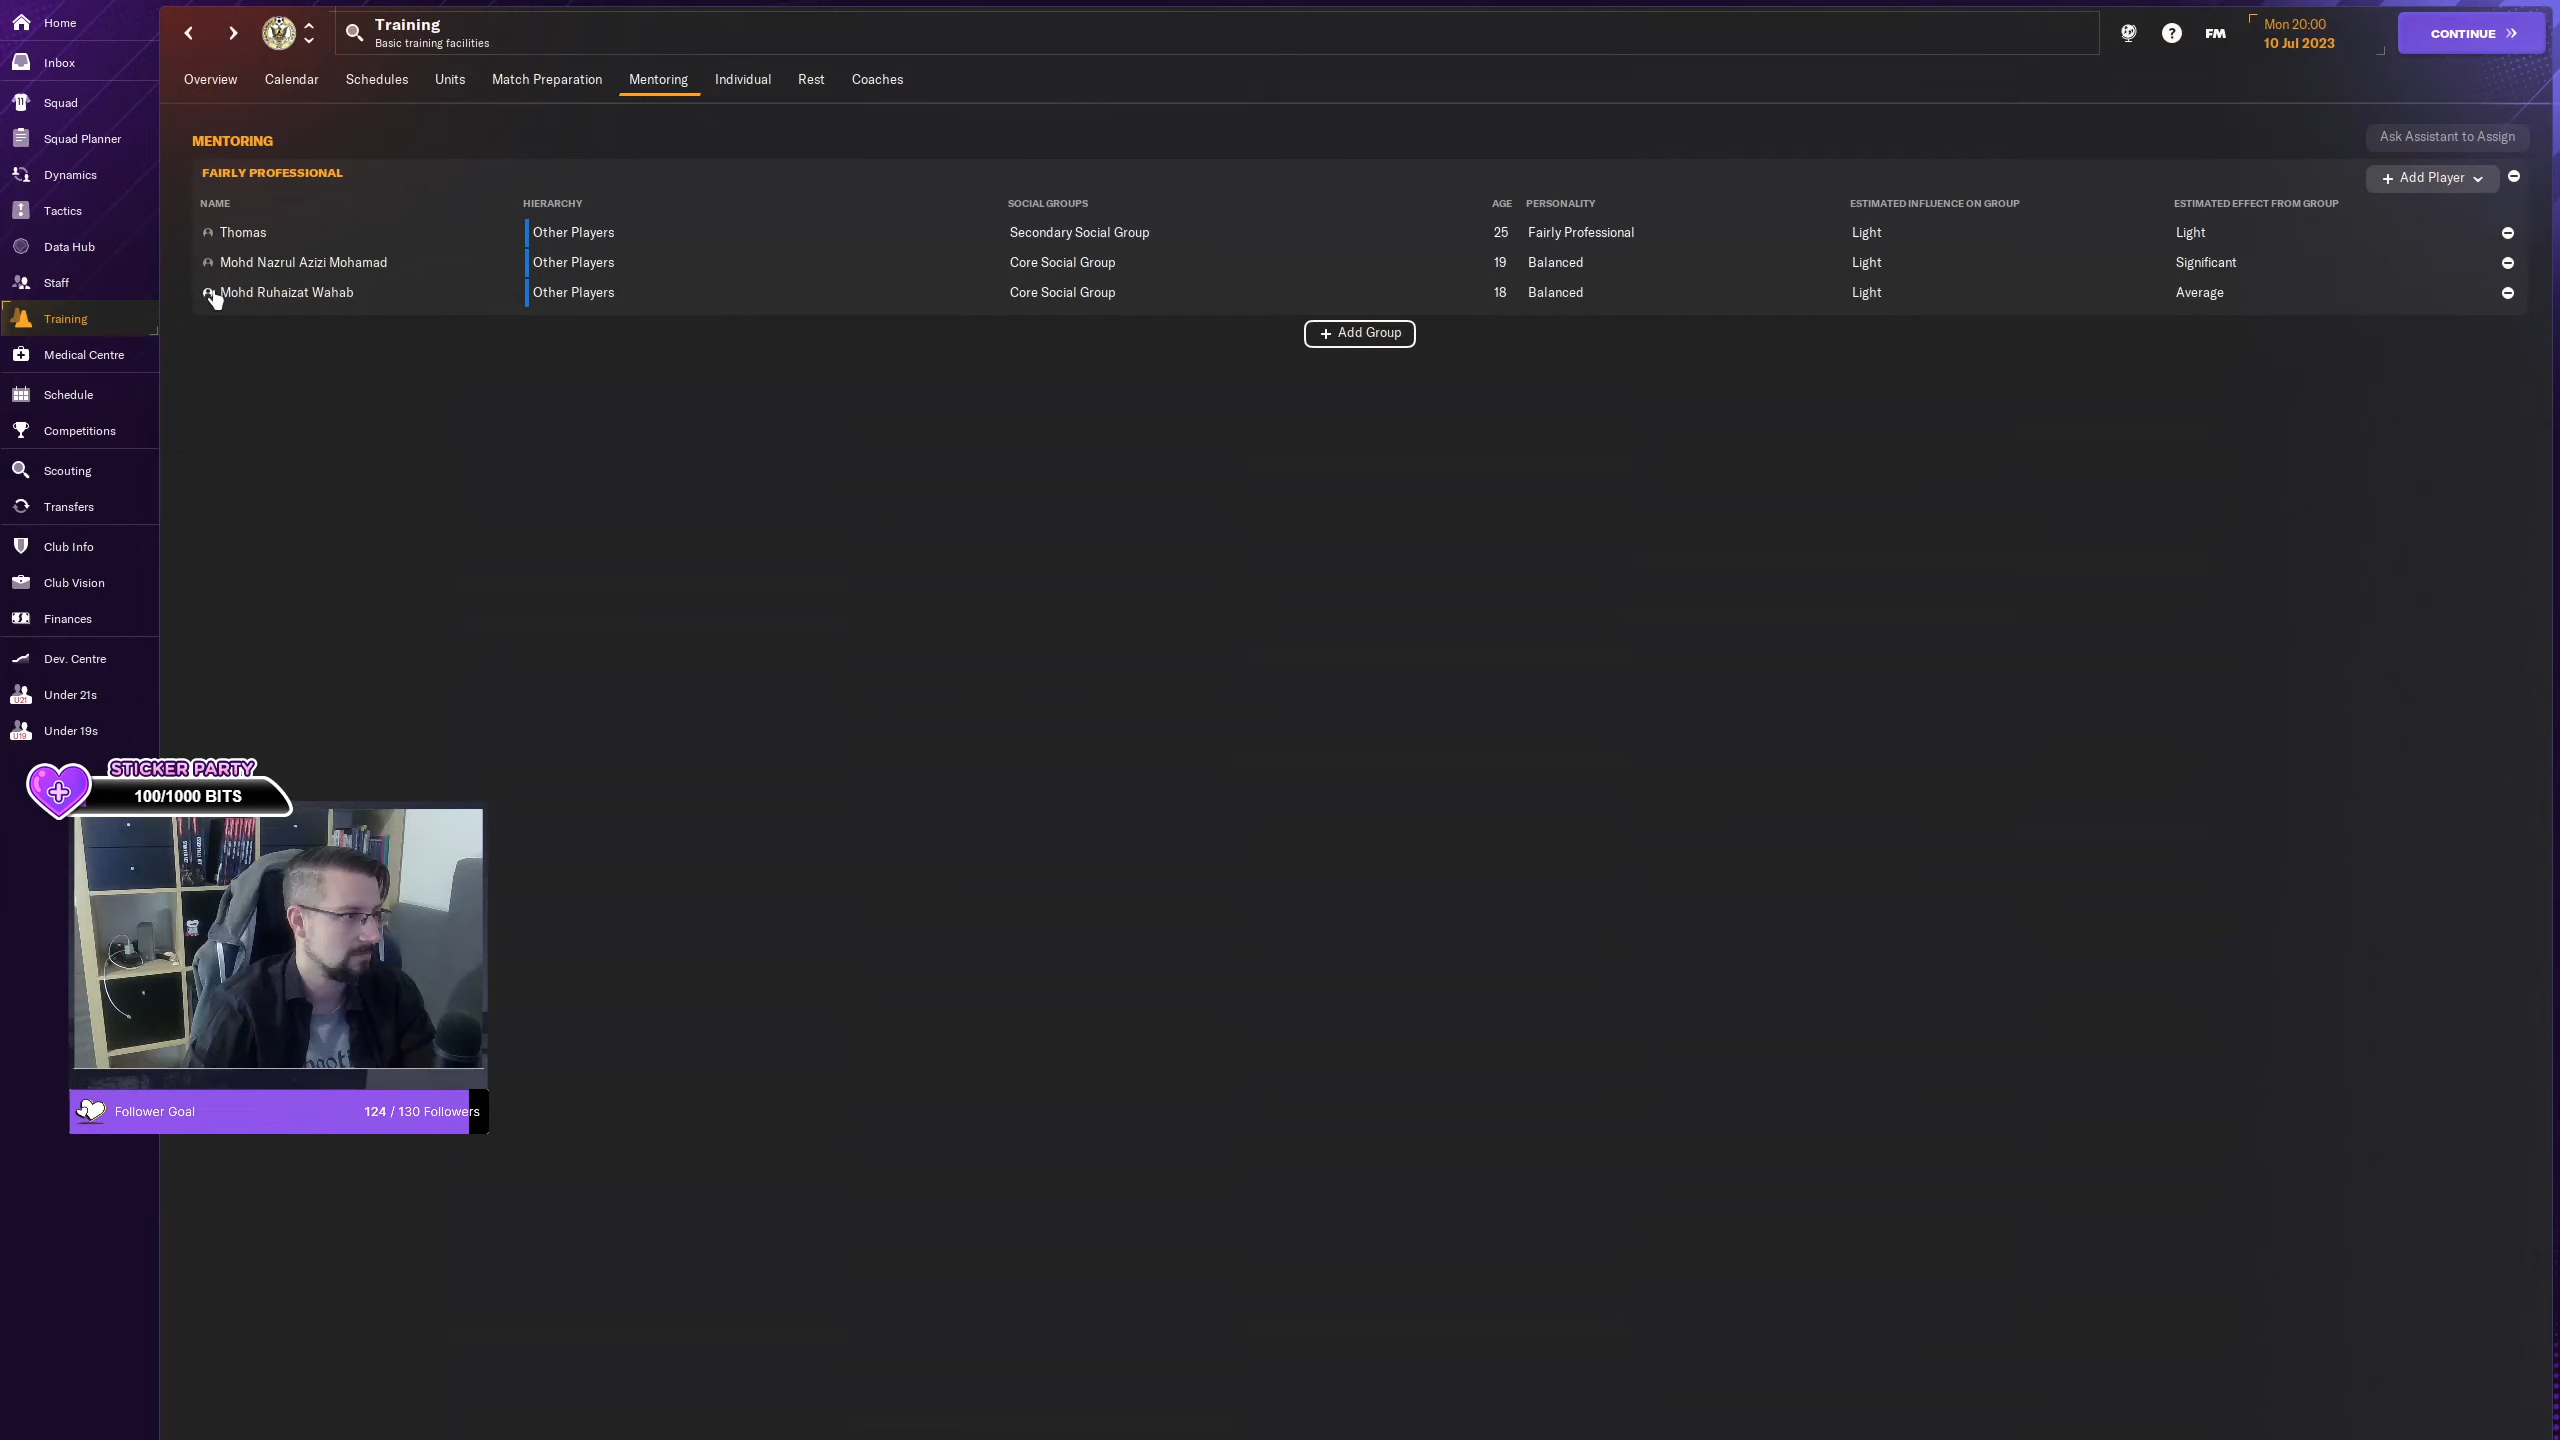 Home
Inbox
Squad
Squad Planner
Dynamics
Tactics
Data Hub
Staff
Training
Medical Centre
Schedule
Competitions
Scouting
Transfers
Club Info
Club Vision
Finances
Dev. Centre
U21 Under 21s
U19 Under 19s
Training
Basic training facilities
FM
Mon 20:00
10 Jul 2023
CONTINUE
Overview Calendar Schedules Units Match Preparation Mentoring Individual Rest Coaches
MENTORING
Ask Assistant to Assign
FAIRLY PROFESSIONAL
+ Add Player
NAME HIERARCHY SOCIAL GROUPS AGE PERSONALITY ESTIMATED INFLUENCE ON GROUP ESTIMATED EFFECT FROM GROUP
Thomas Other Players Secondary Social Group 25 Fairly Professional Light Light
Mohd Nazrul Azizi Mohamad Other Players Core Social Group 19 Balanced Light Significant
Mohd Ruhaizat Wahab Other Players Core Social Group 18 Balanced Light Average
+ Add Group
STICKER PARTY
100/1000 BITS
Follower Goal 124 / 130 Followers